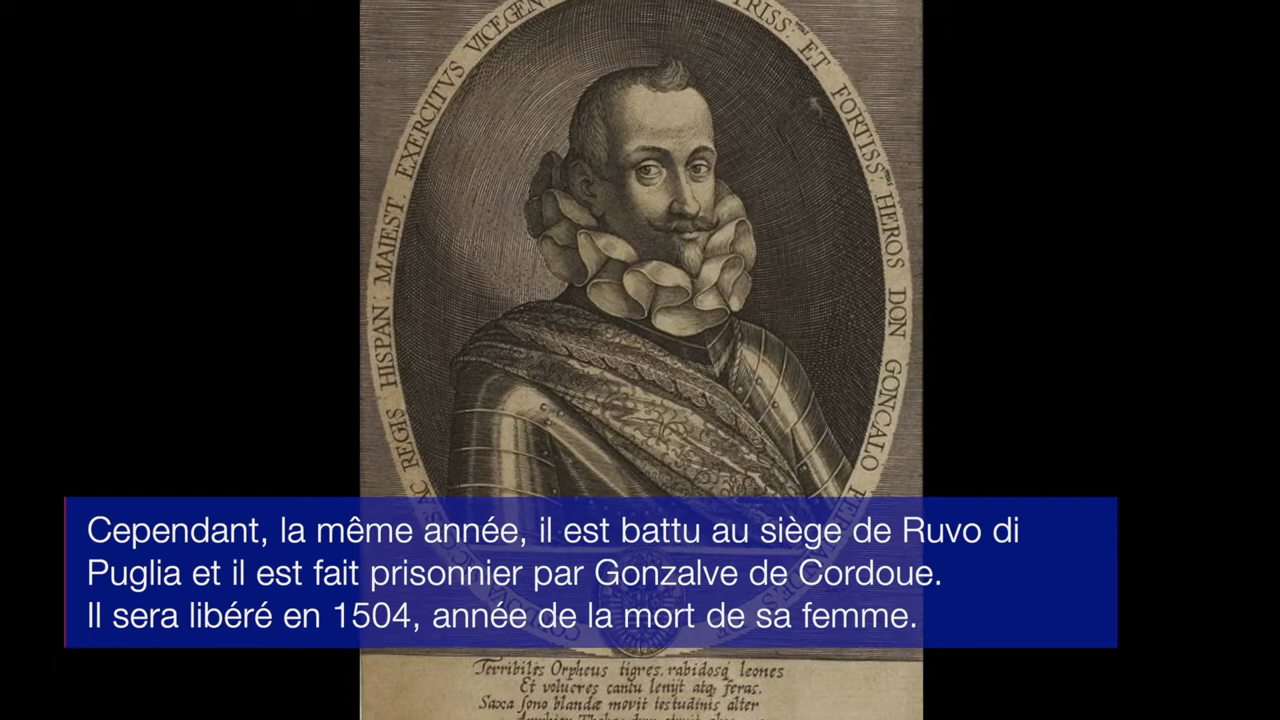 REGIS HISPAN: MAIEST. EXERCITVS VICEGEN
ET FORTISS: HEROS DON GONÇALO
Cependant, la même année, il est battu au siège de Ruvo di
Puglia et il est fait prisonnier par Gonzalve de Cordoue.
Il sera libéré en 1504, année de la mort de sa femme.
Terribiles Orpheus tigres, rabidosq leones
Et volucres cantu lenijt atq; feras.
Saxa sono blandæ movit testudinis alter